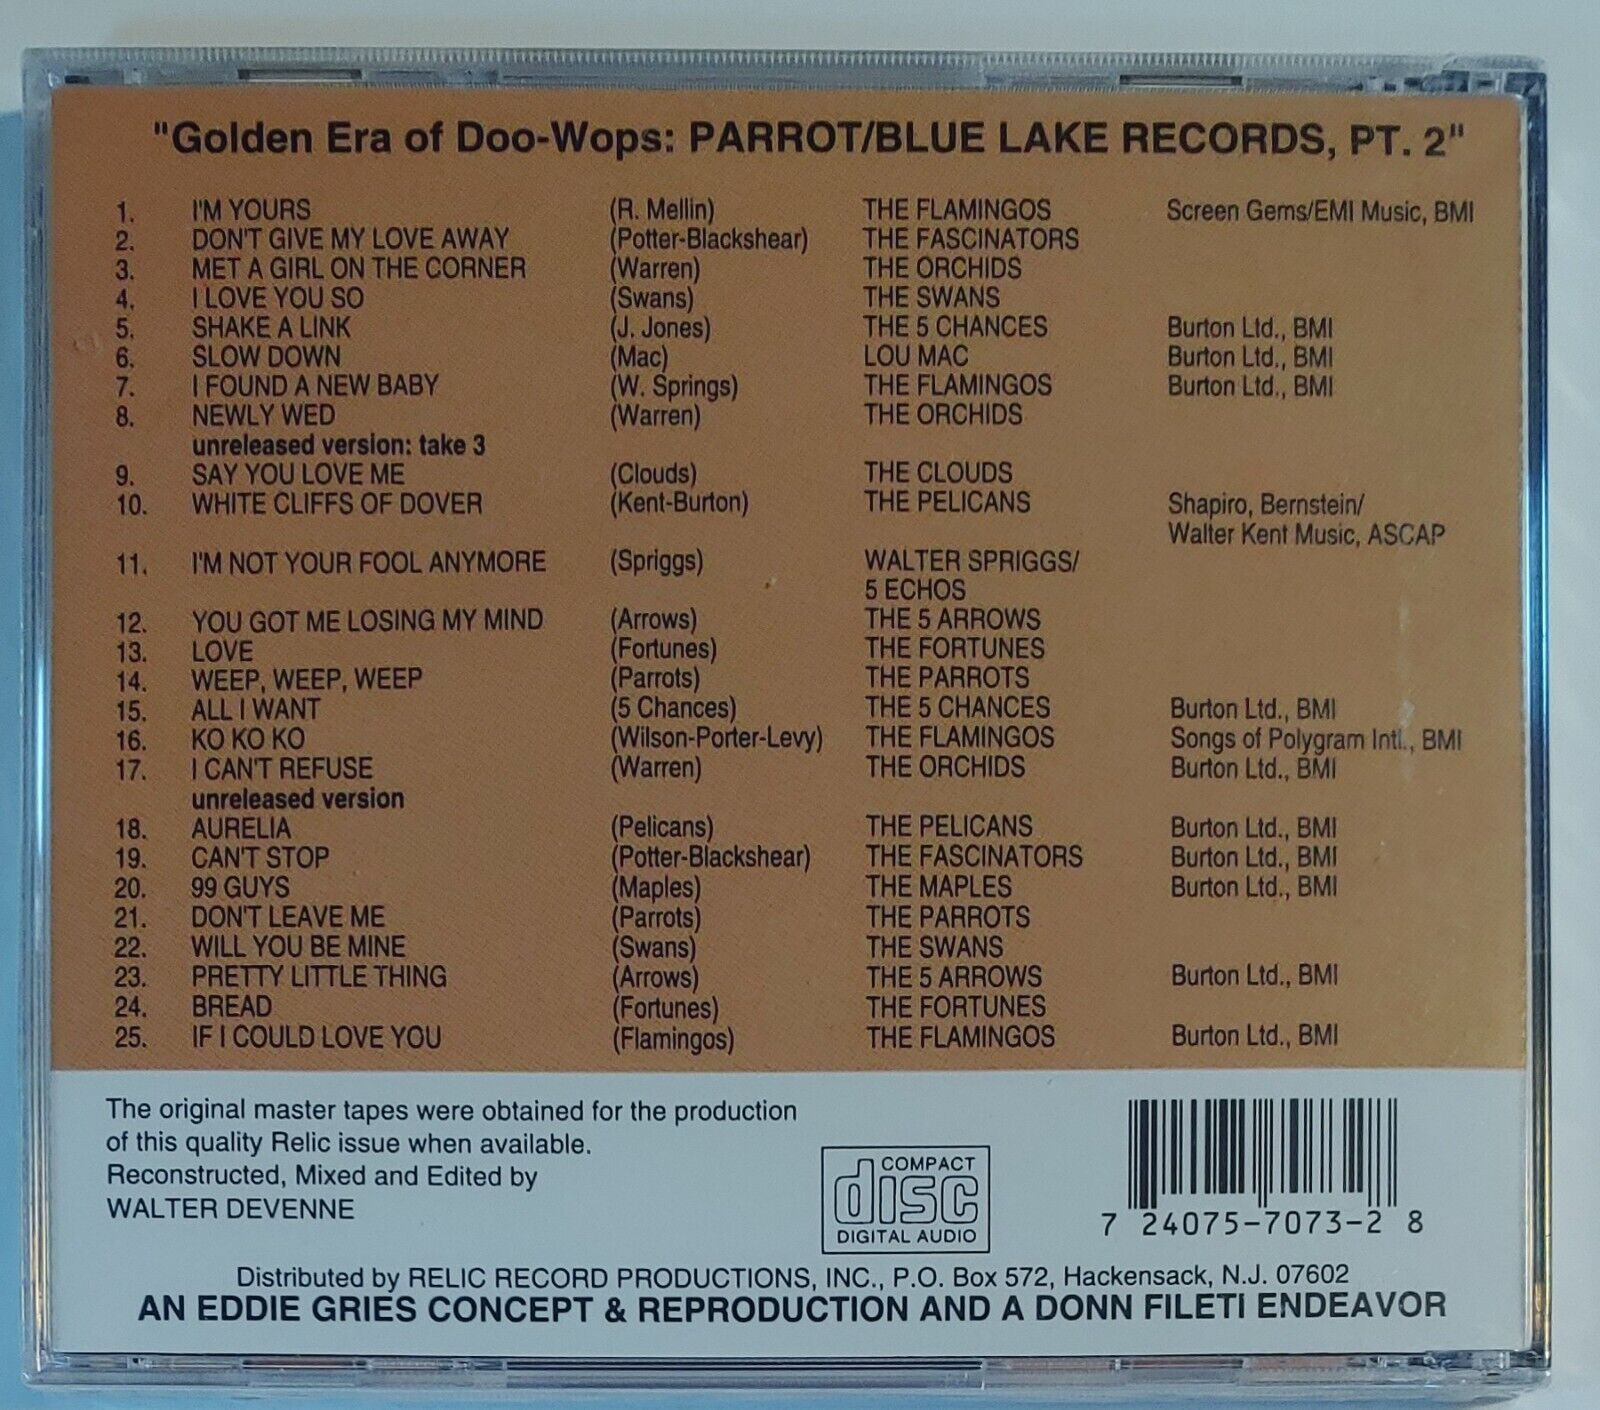 "Golden Era of Doo-Wops: PARROT/BLUE LAKE RECORDS, PT. 2"
1. I'M YOURS (R. Mellin) THE FLAMINGOS Screen Gems/EMI Music, BMI
2. DON'T GIVE MY LOVE AWAY (Potter-Blackshear) THE FASCINATORS
3. MET A GIRL ON THE CORNER (Warren) THE ORCHIDS
4. I LOVE YOU SO (Swans) THE SWANS
5. SHAKE A LINK (J. Jones) THE 5 CHANCES Burton Ltd., BMI
6. SLOW DOWN (Mac) LOU MAC Burton Ltd., BMI
7. I FOUND A NEW BABY (W. Springs) THE FLAMINGOS Burton Ltd., BMI
8. NEWLY WED (Warren) THE ORCHIDS
unreleased version: take 3
9. SAY YOU LOVE ME (Clouds) THE CLOUDS
10. WHITE CLIFFS OF DOVER (Kent-Burton) THE PELICANS Shapiro, Bernstein/
Walter Kent Music, ASCAP
11. I'M NOT YOUR FOOL ANYMORE (Spriggs) WALTER SPRIGGS/
5 ECHOS
12. YOU GOT ME LOSING MY MIND (Arrows) THE 5 ARROWS
13. LOVE (Fortunes) THE FORTUNES
14. WEEP, WEEP, WEEP (Parrots) THE PARROTS
15. ALL I WANT (5 Chances) THE 5 CHANCES Burton Ltd., BMI
16. KO KO KO (Wilson-Porter-Levy) THE FLAMINGOS Songs of Polygram Intl., BMI
17. I CAN'T REFUSE (Warren) THE ORCHIDS Burton Ltd., BMI
unreleased version
18. AURELIA (Pelicans) THE PELICANS Burton Ltd., BMI
19. CAN'T STOP (Potter-Blackshear) THE FASCINATORS Burton Ltd., BMI
20. 99 GUYS (Maples) THE MAPLES Burton Ltd., BMI
21. DON'T LEAVE ME (Parrots) THE PARROTS
22. WILL YOU BE MINE (Swans) THE SWANS
23. PRETTY LITTLE THING (Arrows) THE 5 ARROWS Burton Ltd., BMI
24. BREAD (Fortunes) THE FORTUNES
25. IF I COULD LOVE YOU (Flamingos) THE FLAMINGOS Burton Ltd., BMI
The original master tapes were obtained for the production
of this quality Relic issue when available.
Reconstructed, Mixed and Edited by
WALTER DEVENNE
COMPACT
disc
DIGITAL AUDIO
7 24075-7073-2 8
Distributed by RELIC RECORD PRODUCTIONS, INC., P.O. Box 572, Hackensack, N.J. 07602
AN EDDIE GRIES CONCEPT & REPRODUCTION AND A DONN FILETI ENDEAVOR